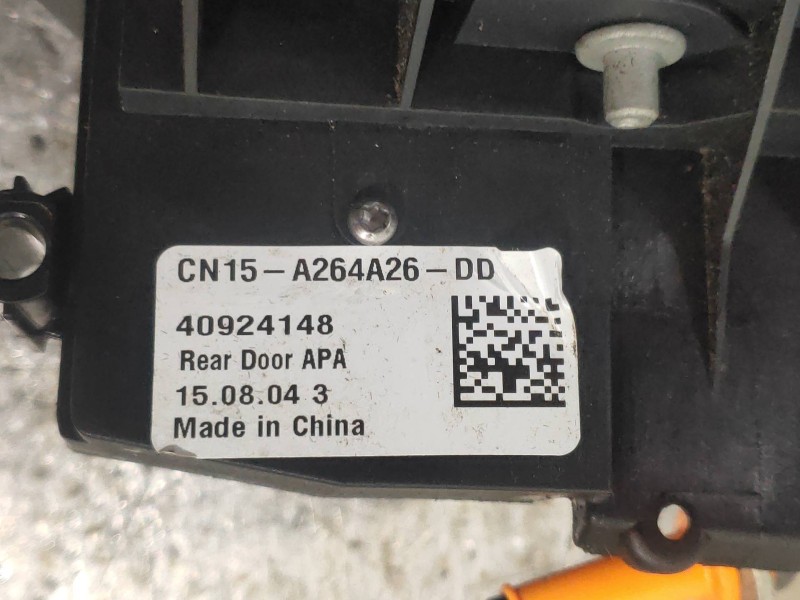 CN15-A264A26-DD
40924148
Rear Door APA
15.08.04 3
Made in China